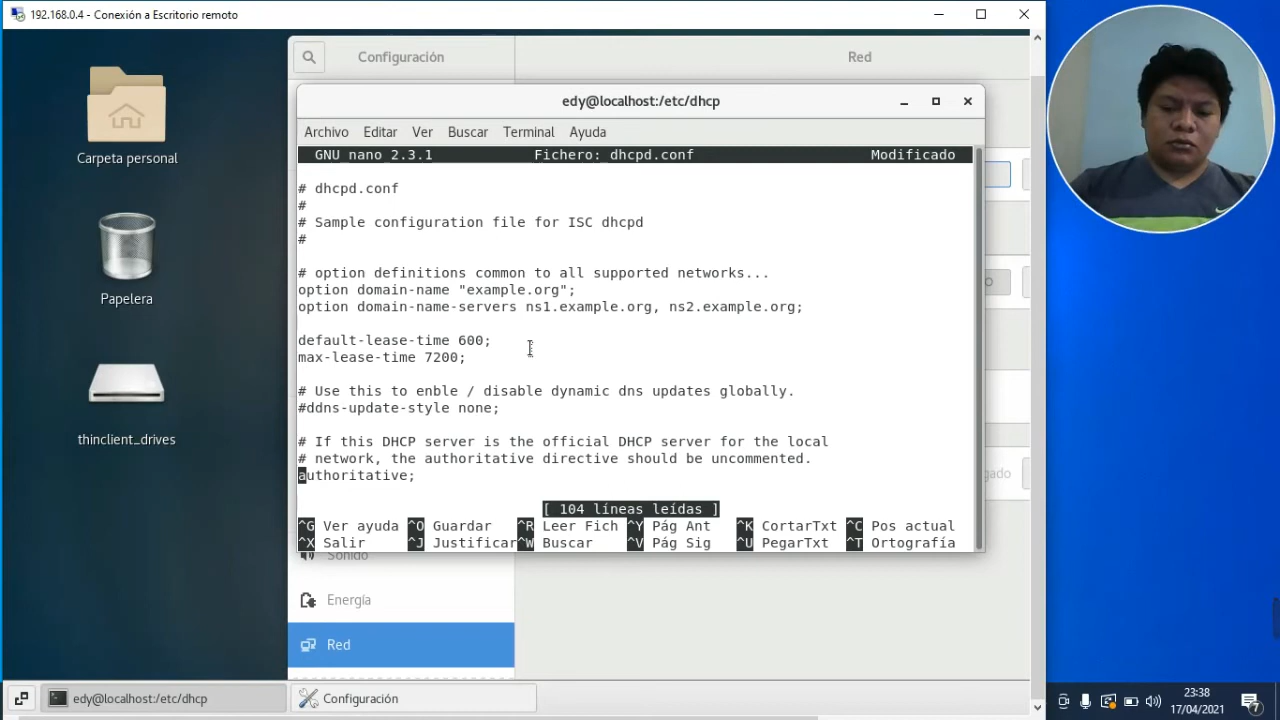 192.168.0.4 - Conexión a Escritorio remoto
Configuración
Red
Carpeta personal
Papelera
thinclient_drives
edy@localhost:/etc/dhcp
Archivo Editar Ver Buscar Terminal Ayuda
GNU nano 2.3.1 Fichero: dhcpd.conf Modificado
# dhcpd.conf
#
# Sample configuration file for ISC dhcpd
#
# option definitions common to all supported networks...
option domain-name "example.org";
option domain-name-servers ns1.example.org, ns2.example.org;
default-lease-time 600;
max-lease-time 7200;
# Use this to enble / disable dynamic dns updates globally.
#ddns-update-style none;
# If this DHCP server is the official DHCP server for the local
# network, the authoritative directive should be uncommented.
authoritative;
[ 104 líneas leídas ]
^G Ver ayuda ^O Guardar ^R Leer Fich ^Y Pág Ant ^K CortarTxt ^C Pos actual
^X Salir ^J Justificar ^W Buscar ^V Pág Sig ^U PegarTxt ^T Ortografía
Sonido
Energía
Red
edy@localhost:/etc/dhcp
Configuración
23:38
17/04/2021
7